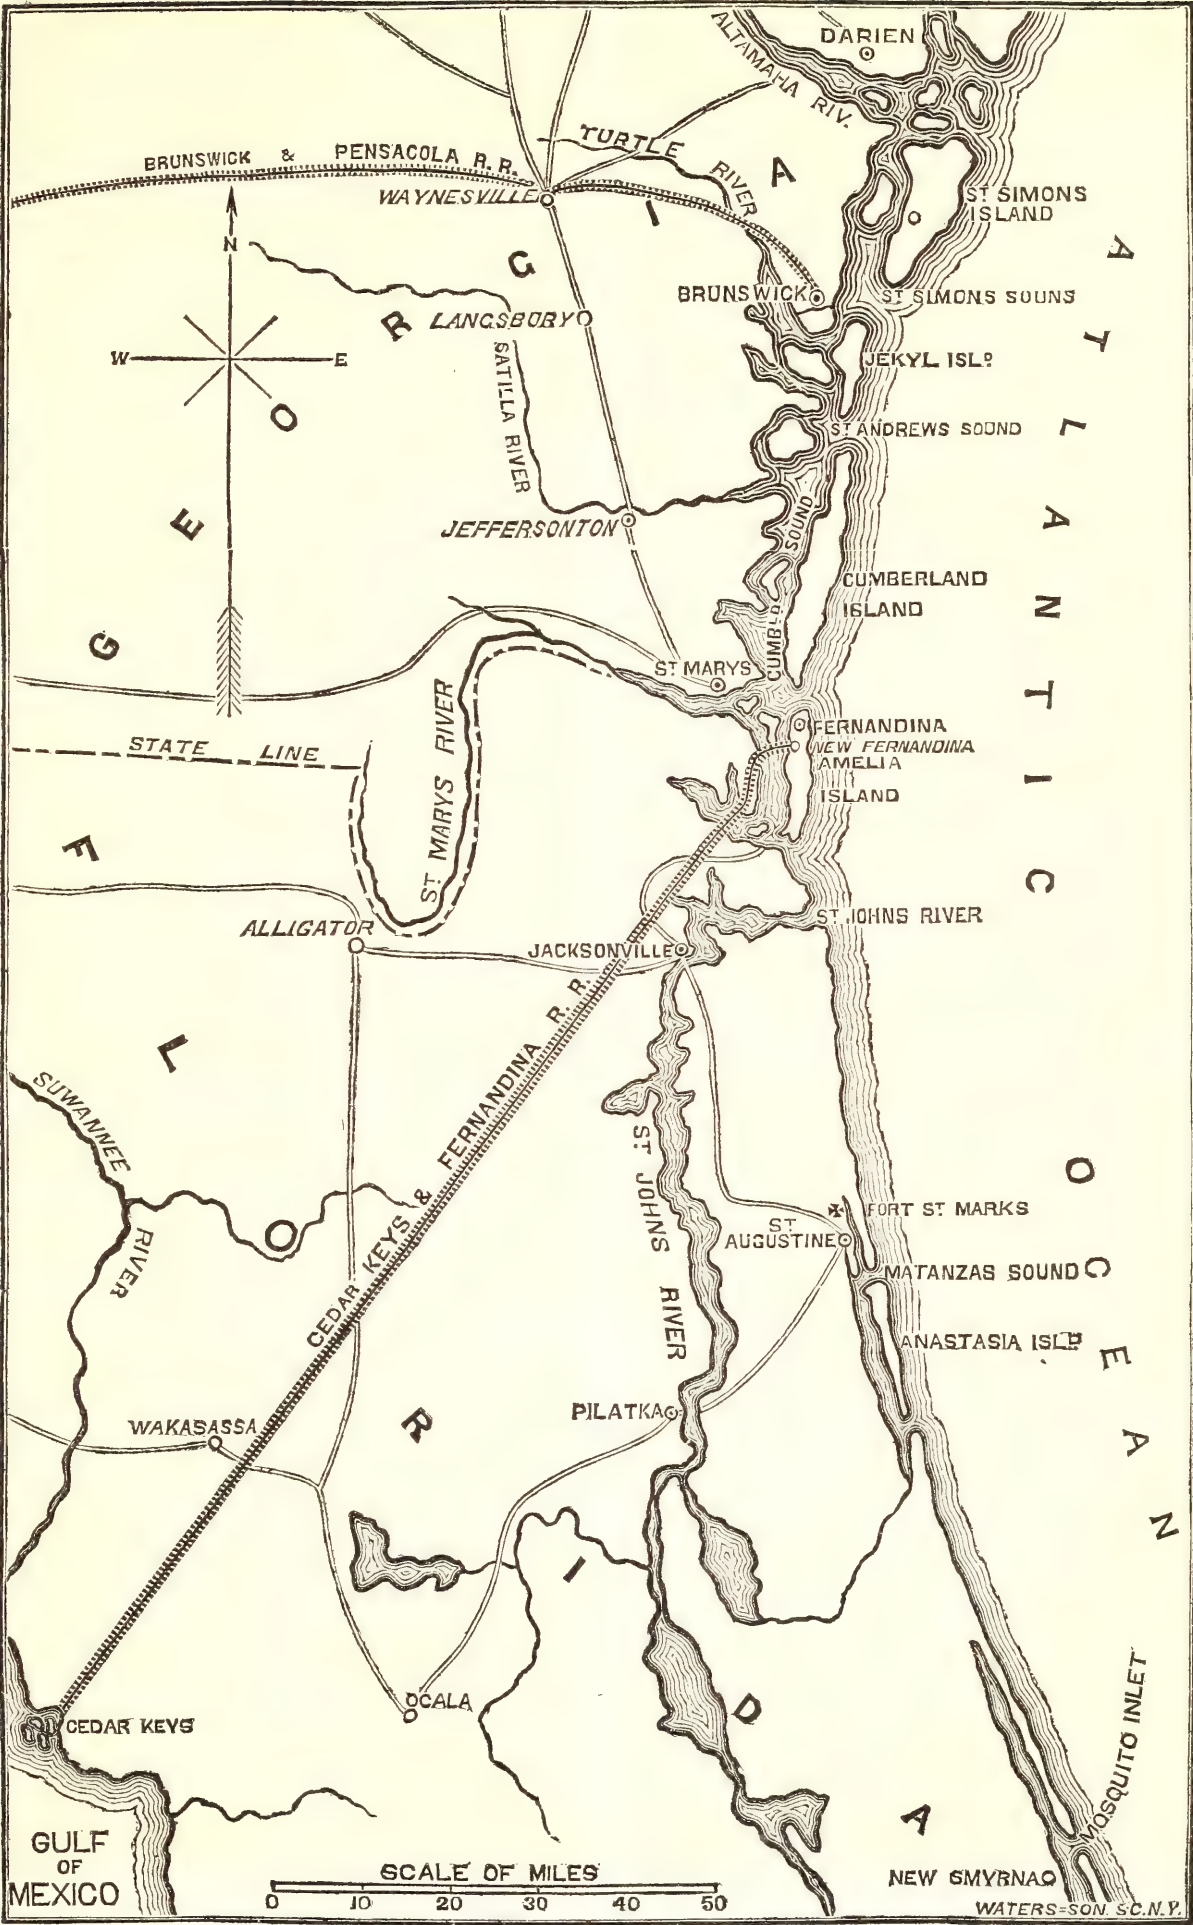 DARIEN
ALTAMAHA RIV.
TURTLE RIVER
BRUNSWICK & PENSACOLA R.R.
WAYNESVILLE
ST SIMONS
ISLAND
N
W E
BRUNSWICK
ST SIMONS SOUNS
LANGSBORY
JEKYL ISLD
SATILLA RIVER
ST ANDREWS SOUND
JEFFERSONTON
CUMBLD SOUND
CUMBERLAND
ISLAND
GEORGIA
ATLANTIC OCEAN
ST MARYS
FERNANDINA
NEW FERNANDINA
AMELIA
ISLAND
STATE LINE
ST MARYS RIVER
ALLIGATOR
JACKSONVILLE
ST JOHNS RIVER
FLORIDA
SUWANNEE RIVER
CEDAR KEYS & FERNANDINA R. R.
ST JOHNS RIVER
FORT ST MARKS
ST
AUGUSTINE
MATANZAS SOUND
ANASTASIA ISLD
PILATKA
WAKASASSA
OCALA
CEDAR KEYS
MOSQUITO INLET
GULF
OF
MEXICO
SCALE OF MILES
0 10 20 30 40 50
NEW SMYRNA
WATERS=SON. SC. N.Y.